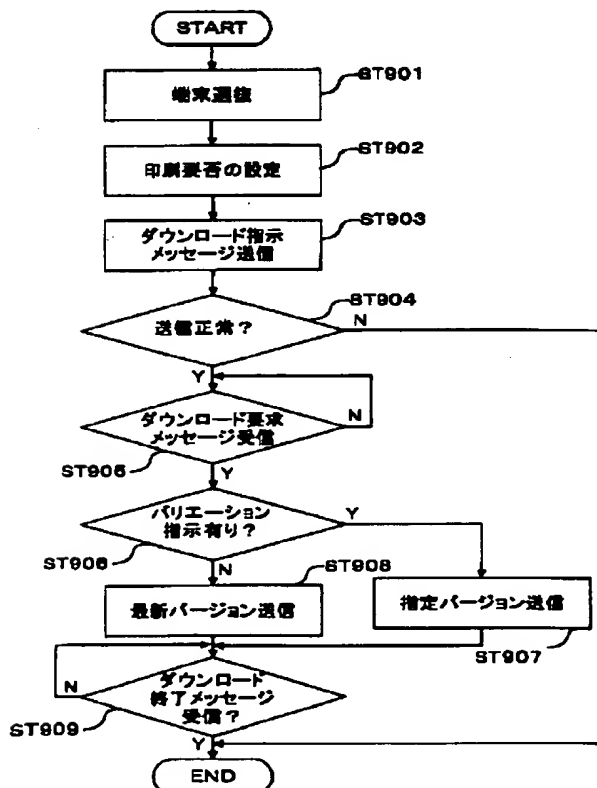 START
ST901
端末選抜
ST902
印刷要否の設定
ST903
ダウンロード指示
メッセージ送信
ST904
送信正常?
N
Y
ダウンロード要求
メッセージ受信
N
ST905
Y
バリエーション
指示有り?
Y
ST906
N
ST908
最新バージョン送信
指定バージョン送信
ST907
ダウンロード
終了メッセージ
受信?
N
ST909
Y
END